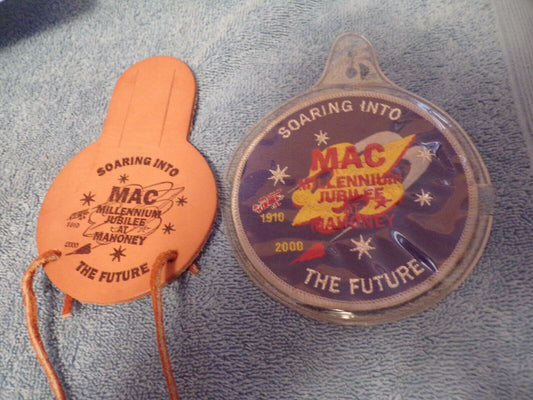 SOARING INTO
MAC
MILLENNIUM
JUBILEE
AT
MAHONEY
1910
2000
THE FUTURE
SOARING INTO
MAC
MILLENNIUM
JUBILEE
MAHONEY
1910
2000
THE FUTURE